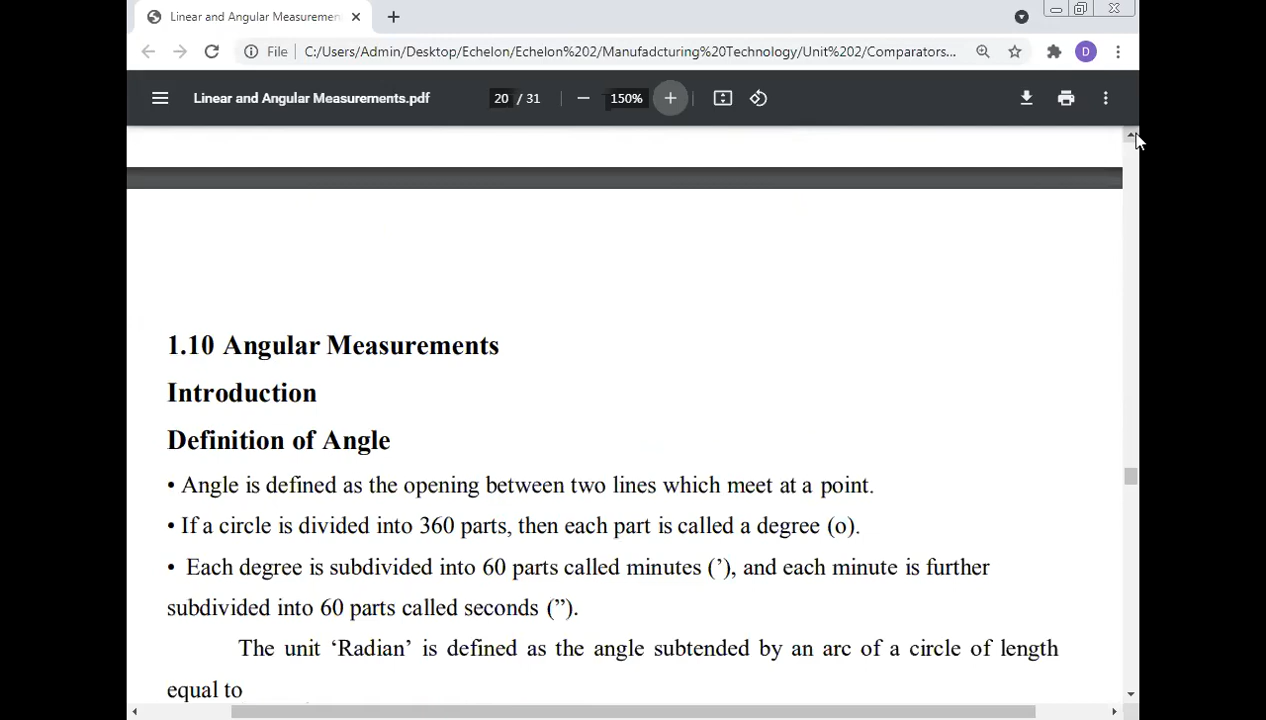 Linear and Angular Measuremen
File C:/Users/Admin/Desktop/Echelon/Echelon%202/Manufadcturing%20Technology/Unit%202/Comparators... D
Linear and Angular Measurements.pdf 20 / 31 150%
1.10 Angular Measurements
Introduction
Definition of Angle
• Angle is defined as the opening between two lines which meet at a point.
• If a circle is divided into 360 parts, then each part is called a degree (o).
• Each degree is subdivided into 60 parts called minutes (’), and each minute is further
subdivided into 60 parts called seconds (”).
The unit ‘Radian’ is defined as the angle subtended by an arc of a circle of length
equal to